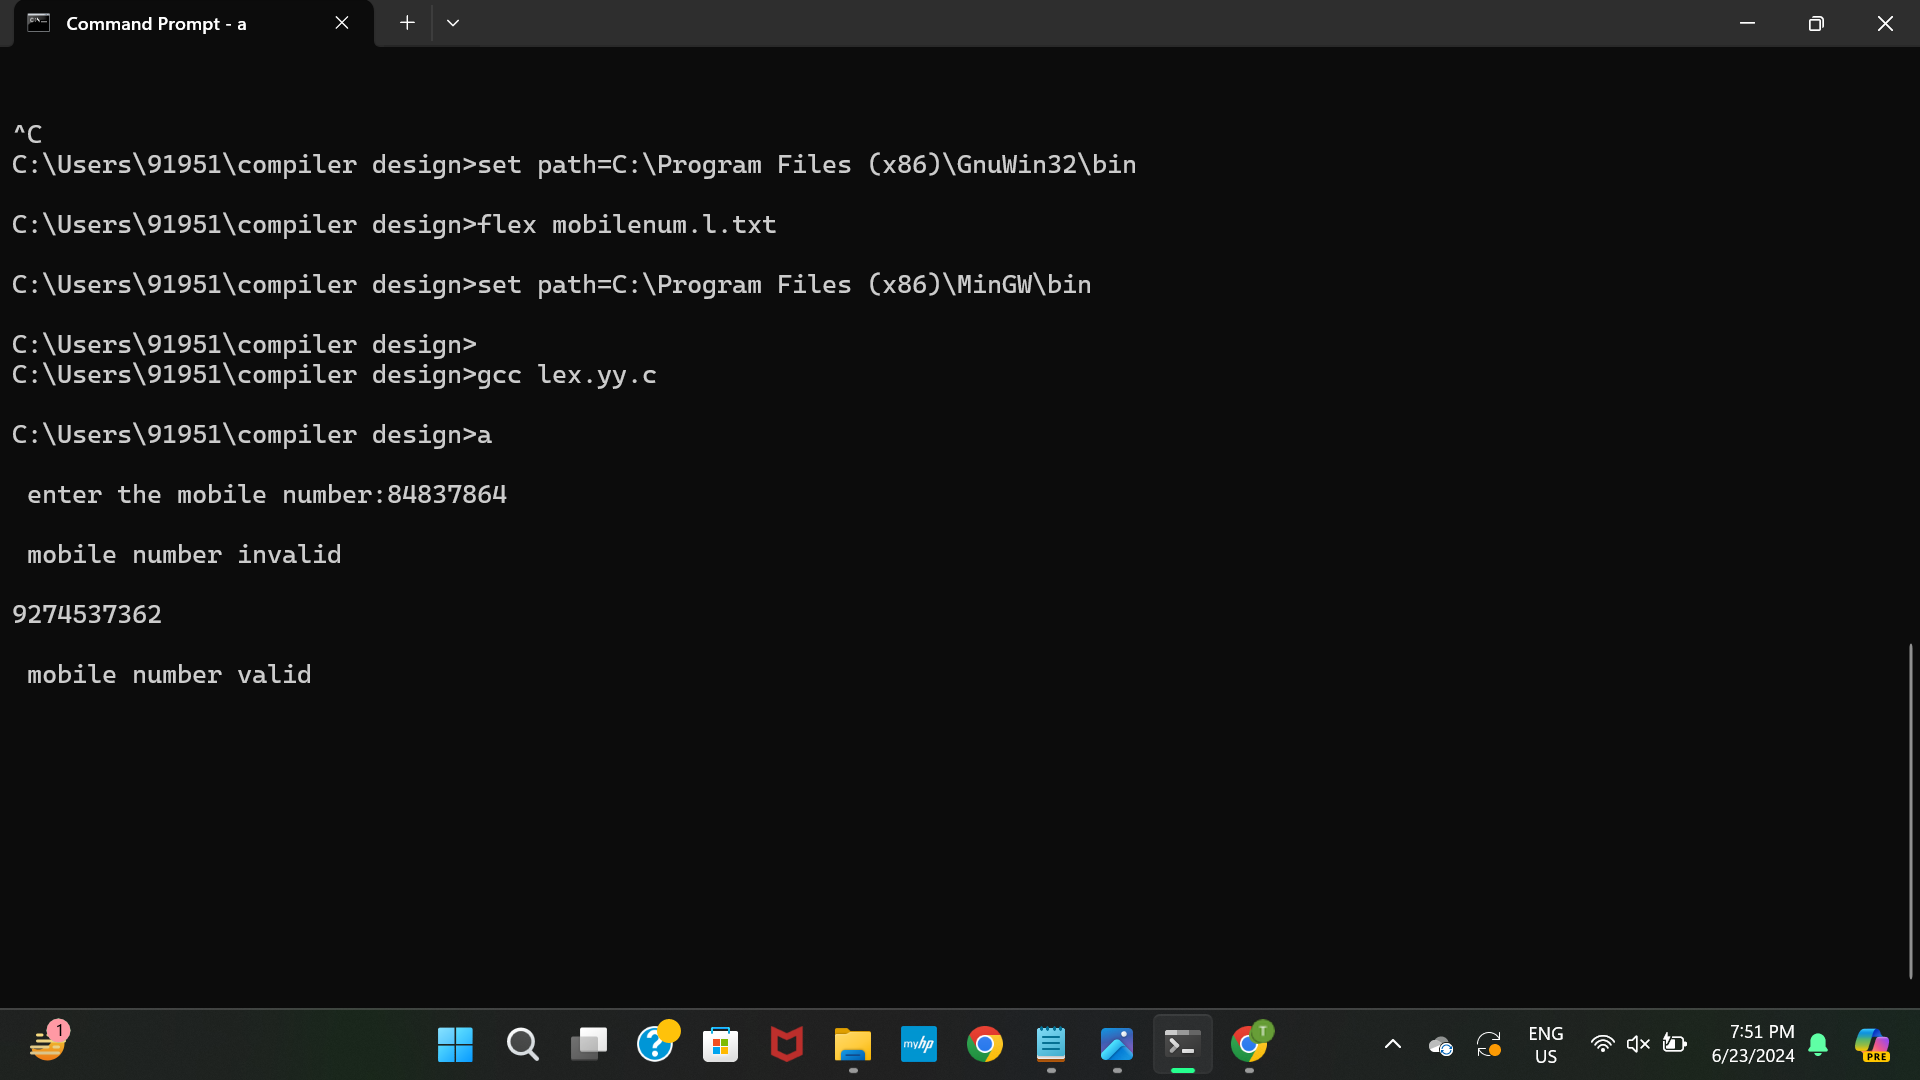 Command Prompt - a
^C
C:\Users\91951\compiler design>set path=C:\Program Files (x86)\GnuWin32\bin
C:\Users\91951\compiler design>flex mobilenum.l.txt
C:\Users\91951\compiler design>set path=C:\Program Files (x86)\MinGW\bin
C:\Users\91951\compiler design>
C:\Users\91951\compiler design>gcc lex.yy.c
C:\Users\91951\compiler design>a
enter the mobile number:84837864
mobile number invalid
9274537362
mobile number valid
1
myhp
T
ENG
US
7:51 PM
6/23/2024
PRE